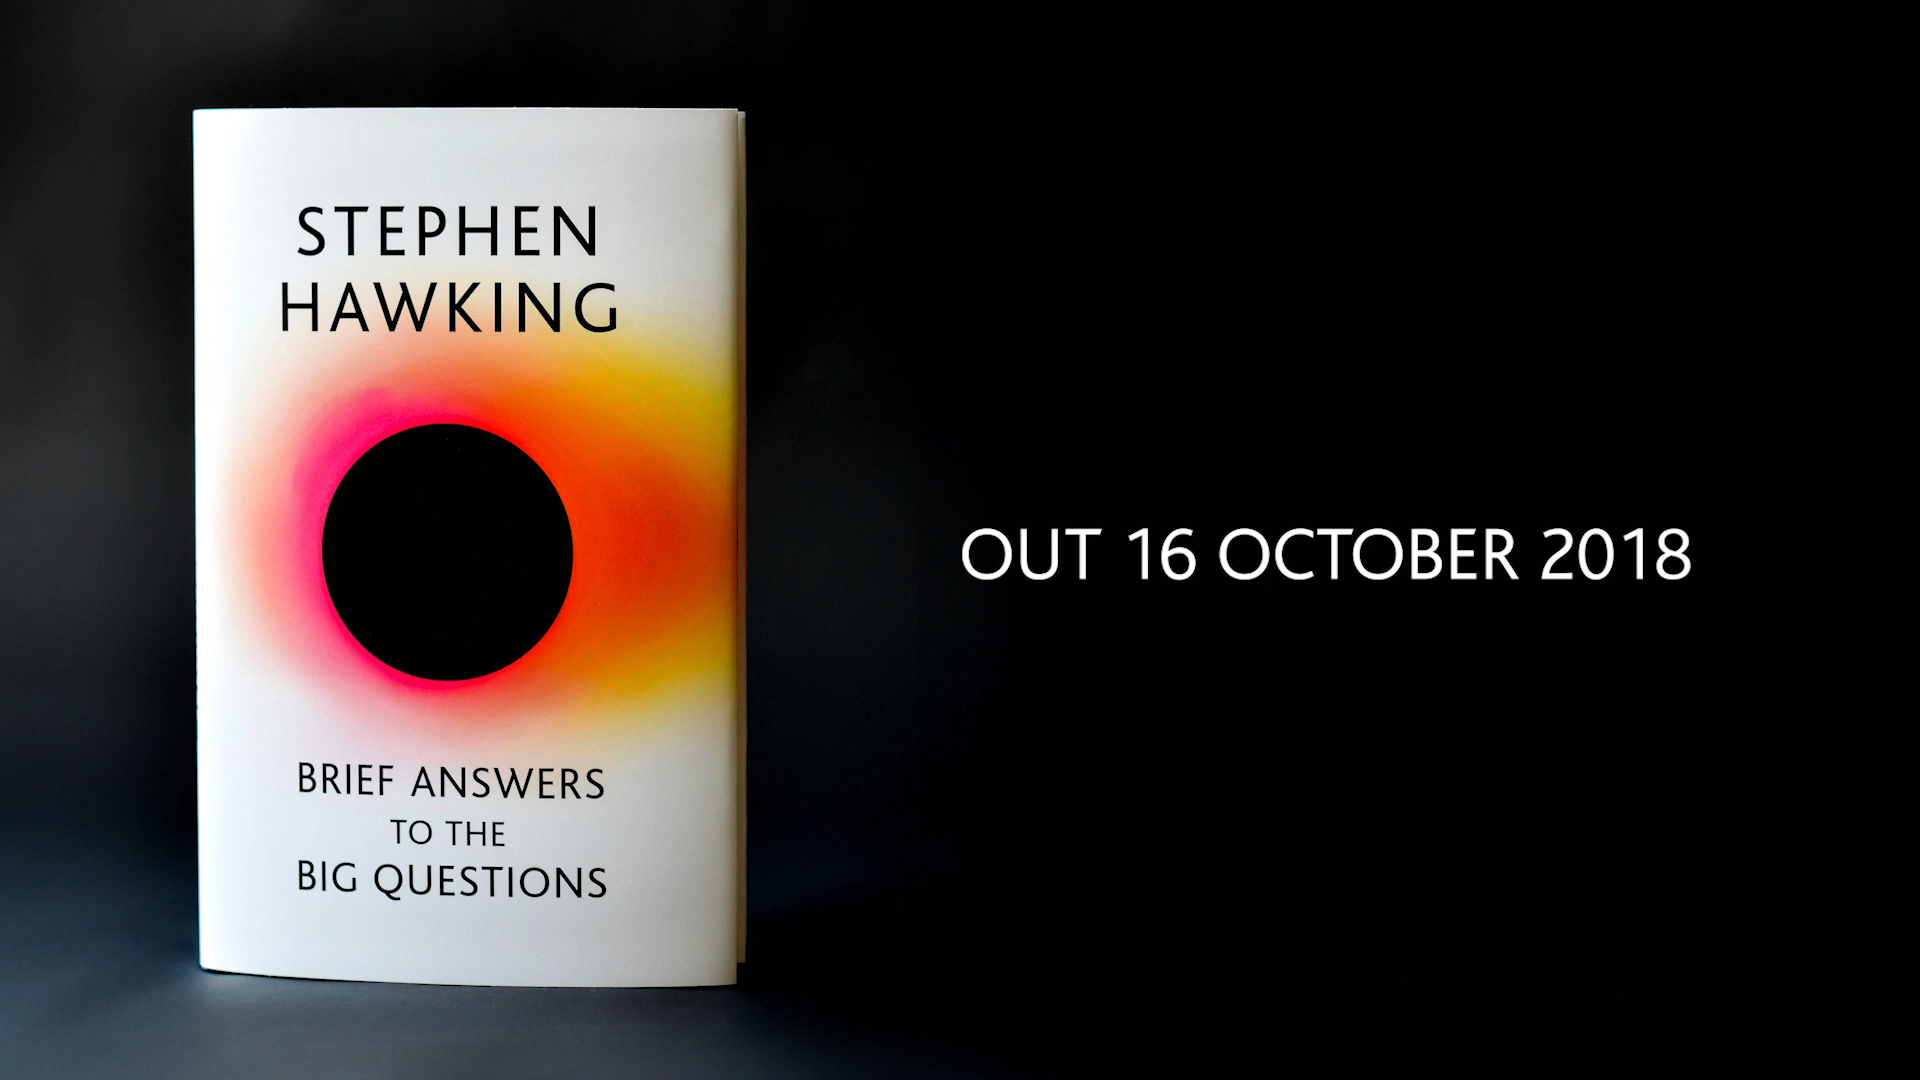 STEPHEN
HAWKING
BRIEF ANSWERS
TO THE
BIG QUESTIONS
OUT 16 OCTOBER 2018